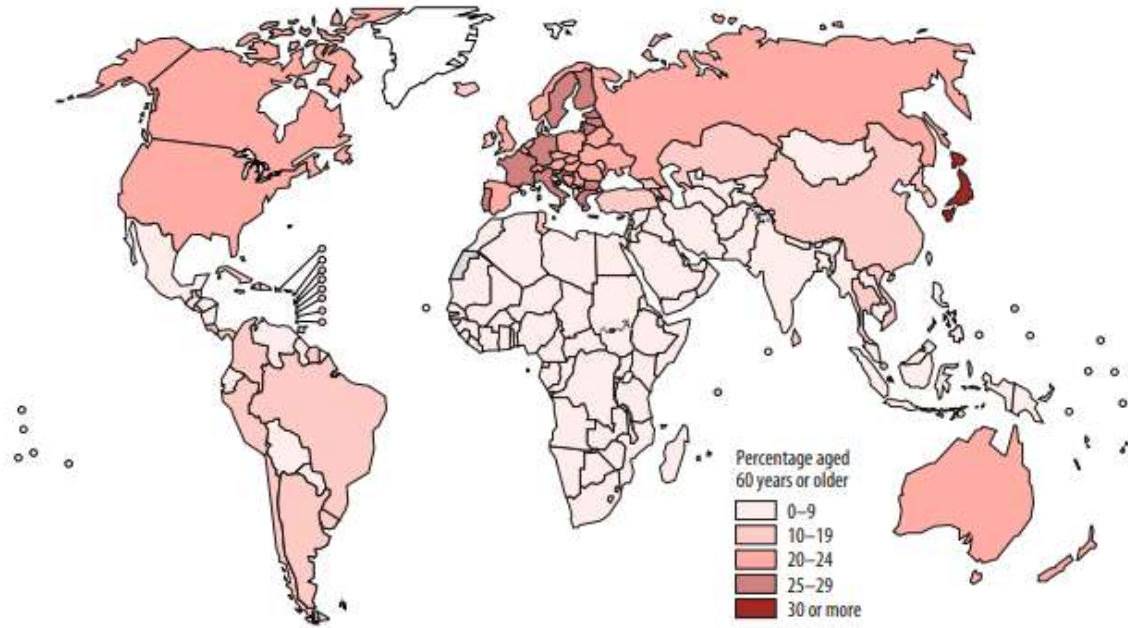 Percentage aged
60 years or older
0–9
10–19
20–24
25–29
30 or more